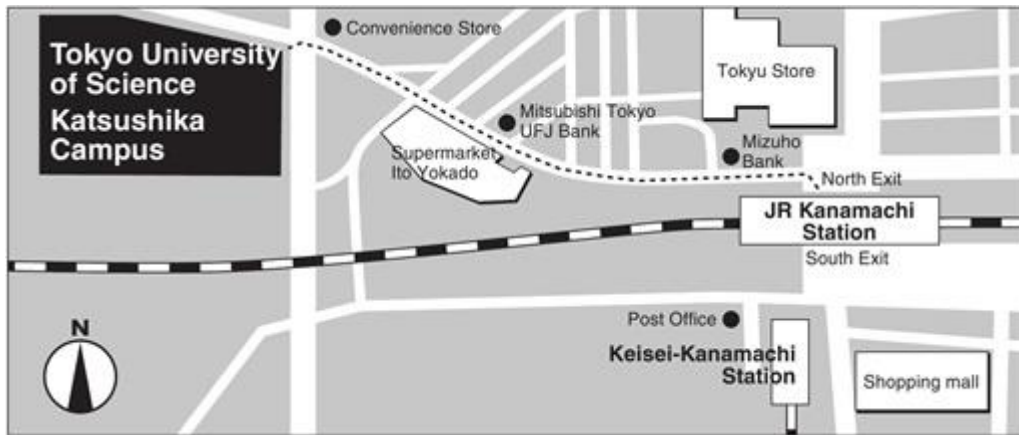 Convenience Store
Tokyo University
of Science
Katsushika
Campus
Tokyu Store
Mitsubishi Tokyo
UFJ Bank
Mizuho
Bank
Supermarket
Ito Yokado
North Exit
JR Kanamachi
Station
South Exit
Post Office
N
Keisei-Kanamachi
Station
Shopping mall